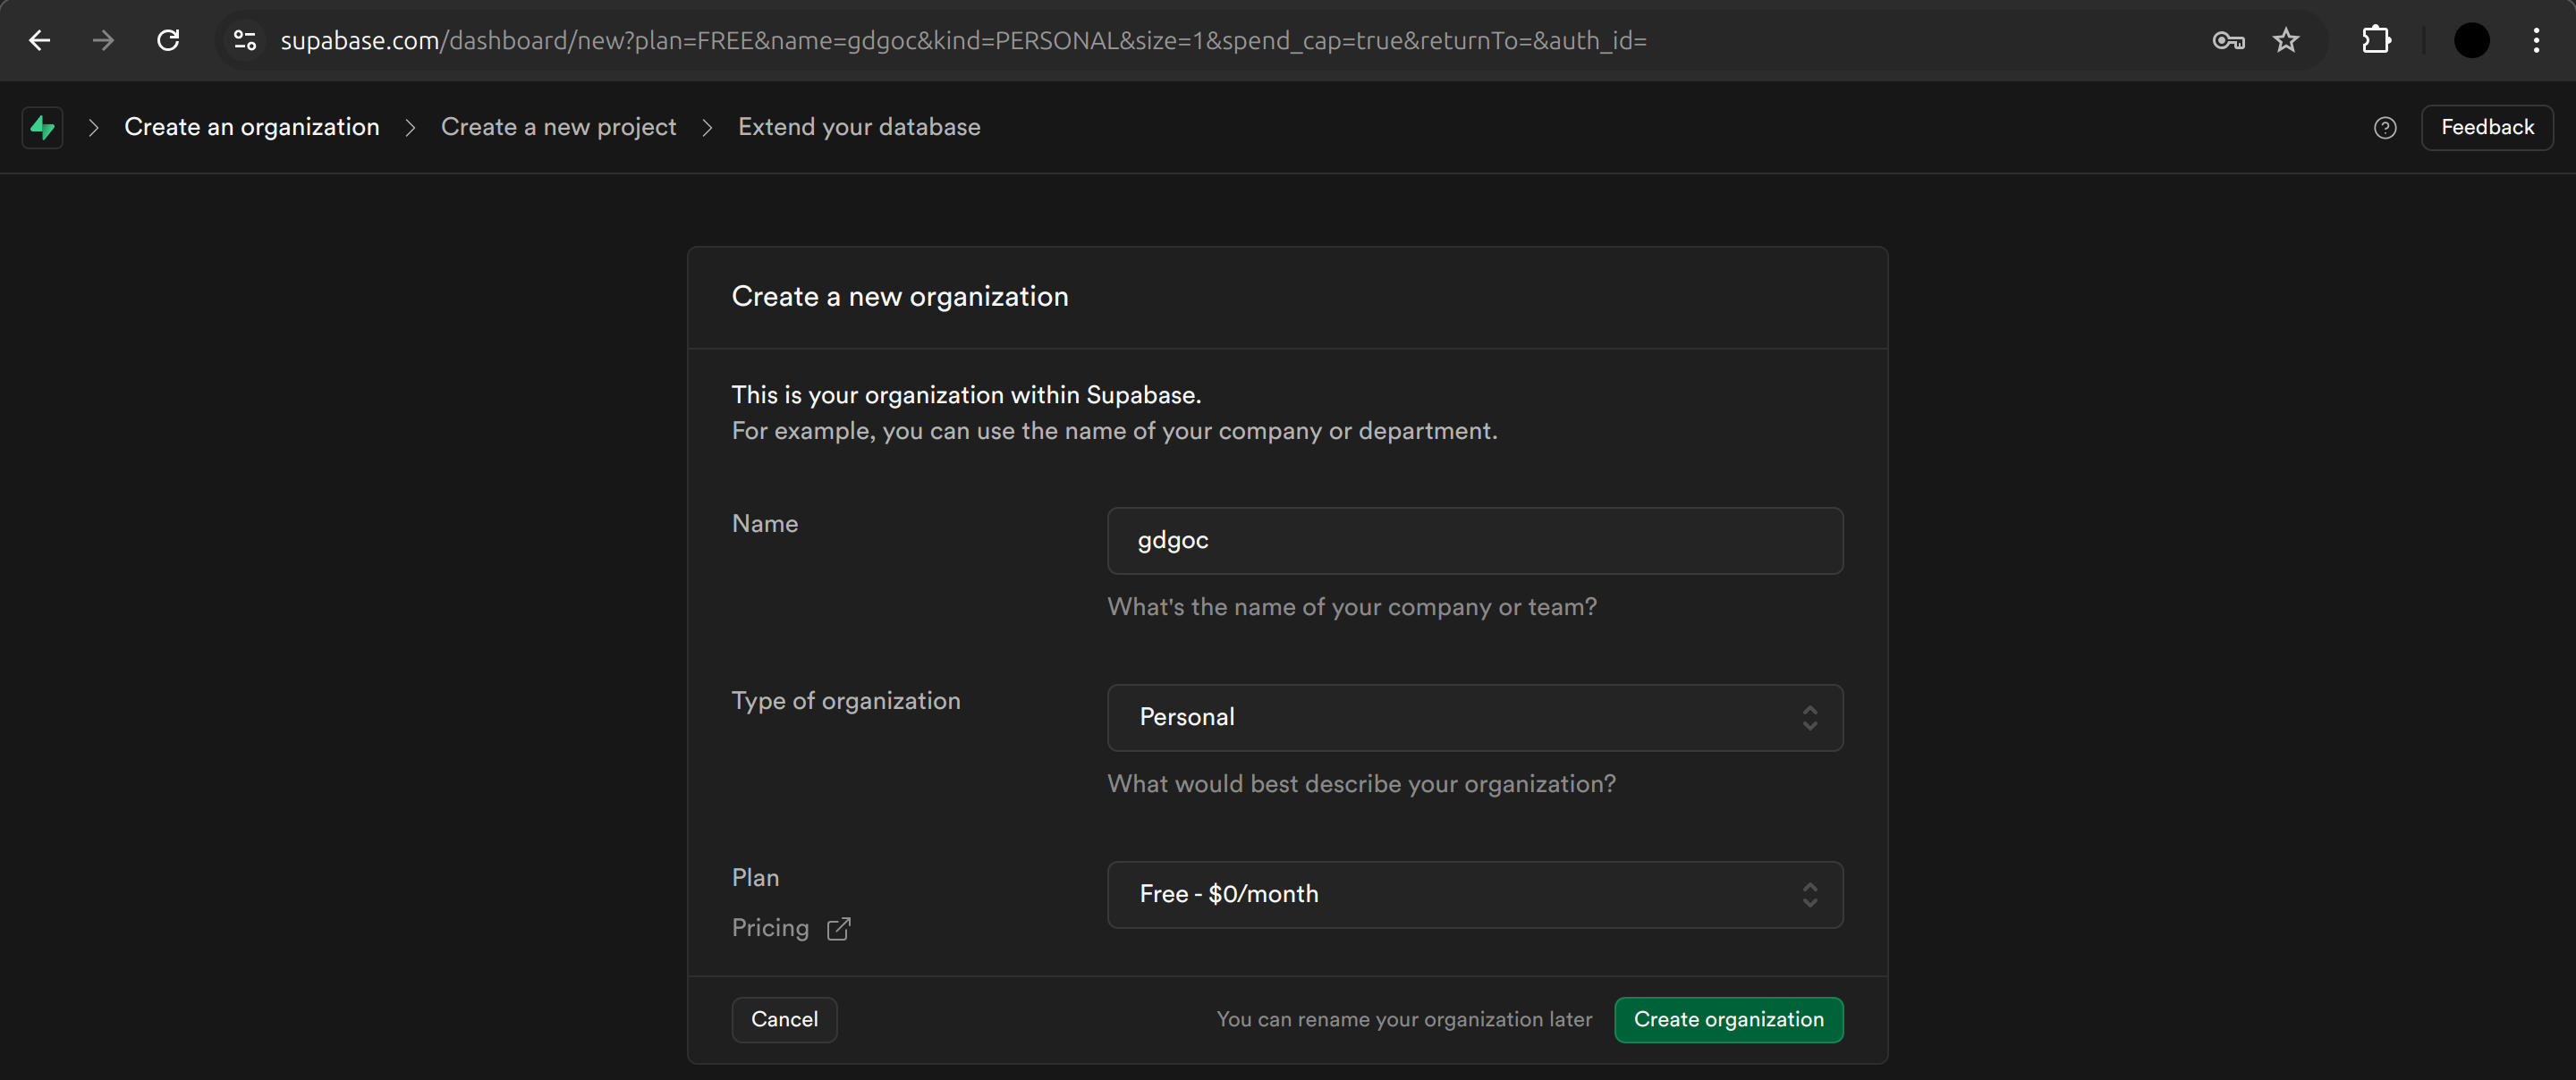 supabase.com/dashboard/new?plan=FREE&name=gdgoc&kind=PERSONAL&size=1&spend_cap=true&returnTo=&auth_id=
Create an organization
Create a new project
Extend your database
Feedback
Create a new organization
This is your organization within Supabase.
For example, you can use the name of your company or department.
Name
gdgoc
What's the name of your company or team?
Type of organization
Personal
What would best describe your organization?
Plan
Free - $0/month
Pricing
Cancel
You can rename your organization later
Create organization